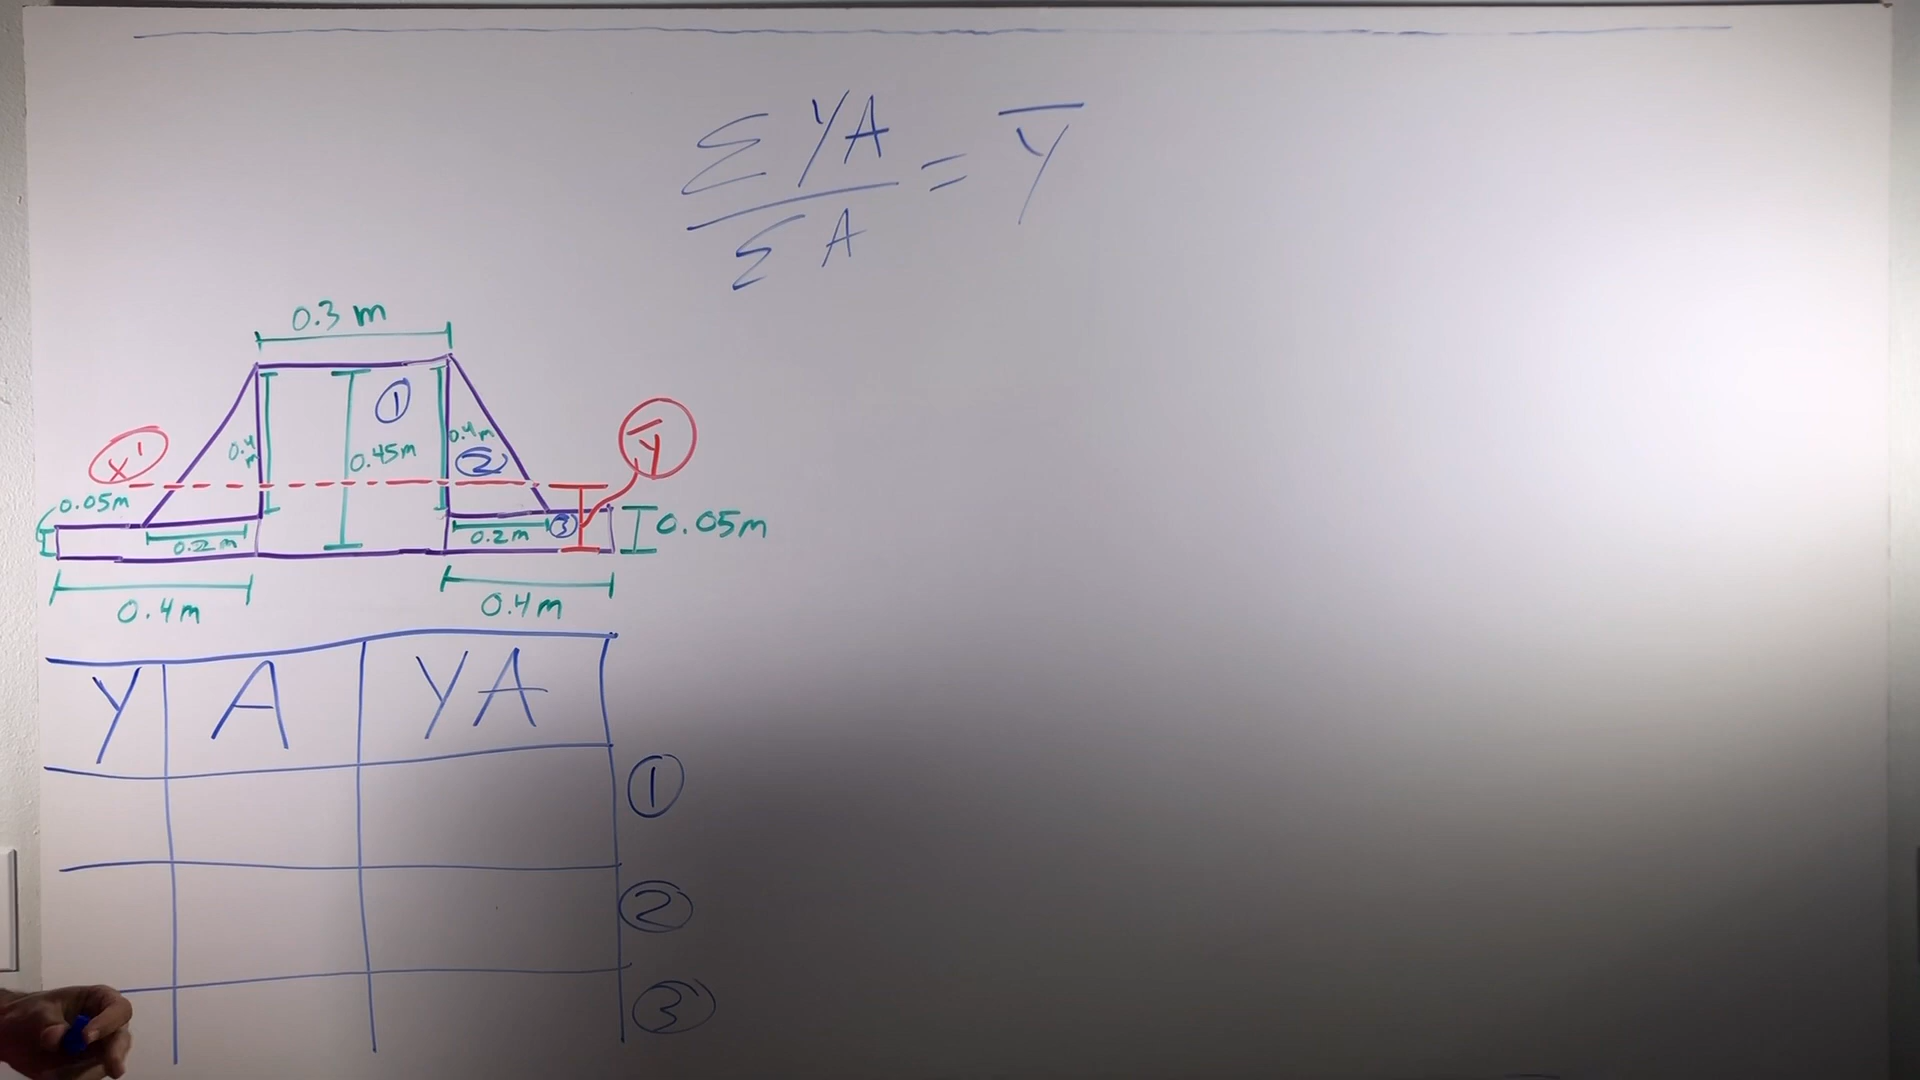 ΣYA
ΣA
= Ȳ
0.3 m
①
X'
0.4 m
0.45m
0.4m
②
ȳ
0.05m
0.2 m
0.2m
③
0.05m
0.4m
0.4m
Y A YA
①
②
③